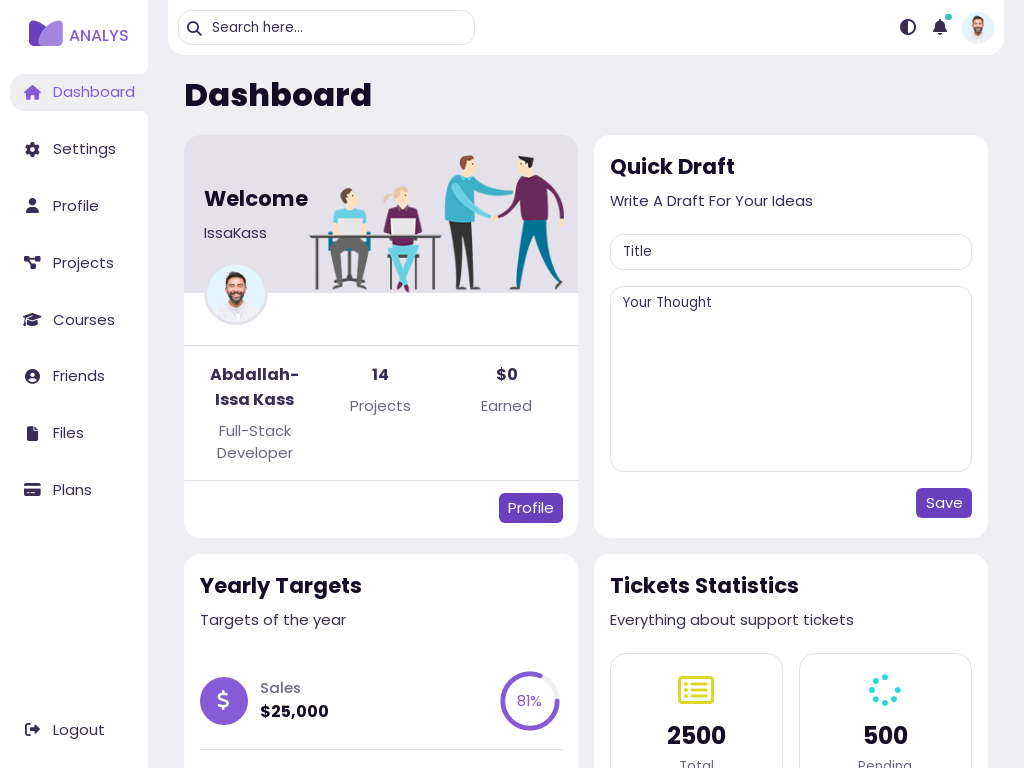 ANALYS
Dashboard
Settings
Profile
Projects
Courses
Friends
Files
Plans
Logout
Search here...
Dashboard
Welcome
IssaKass
Abdallah-
Issa Kass
Full-Stack
Developer
14
Projects
$0
Earned
Profile
Quick Draft
Write A Draft For Your Ideas
Title
Your Thought
Save
Yearly Targets
Targets of the year
Sales
$25,000
81%
Tickets Statistics
Everything about support tickets
2500
Total
500
Pending